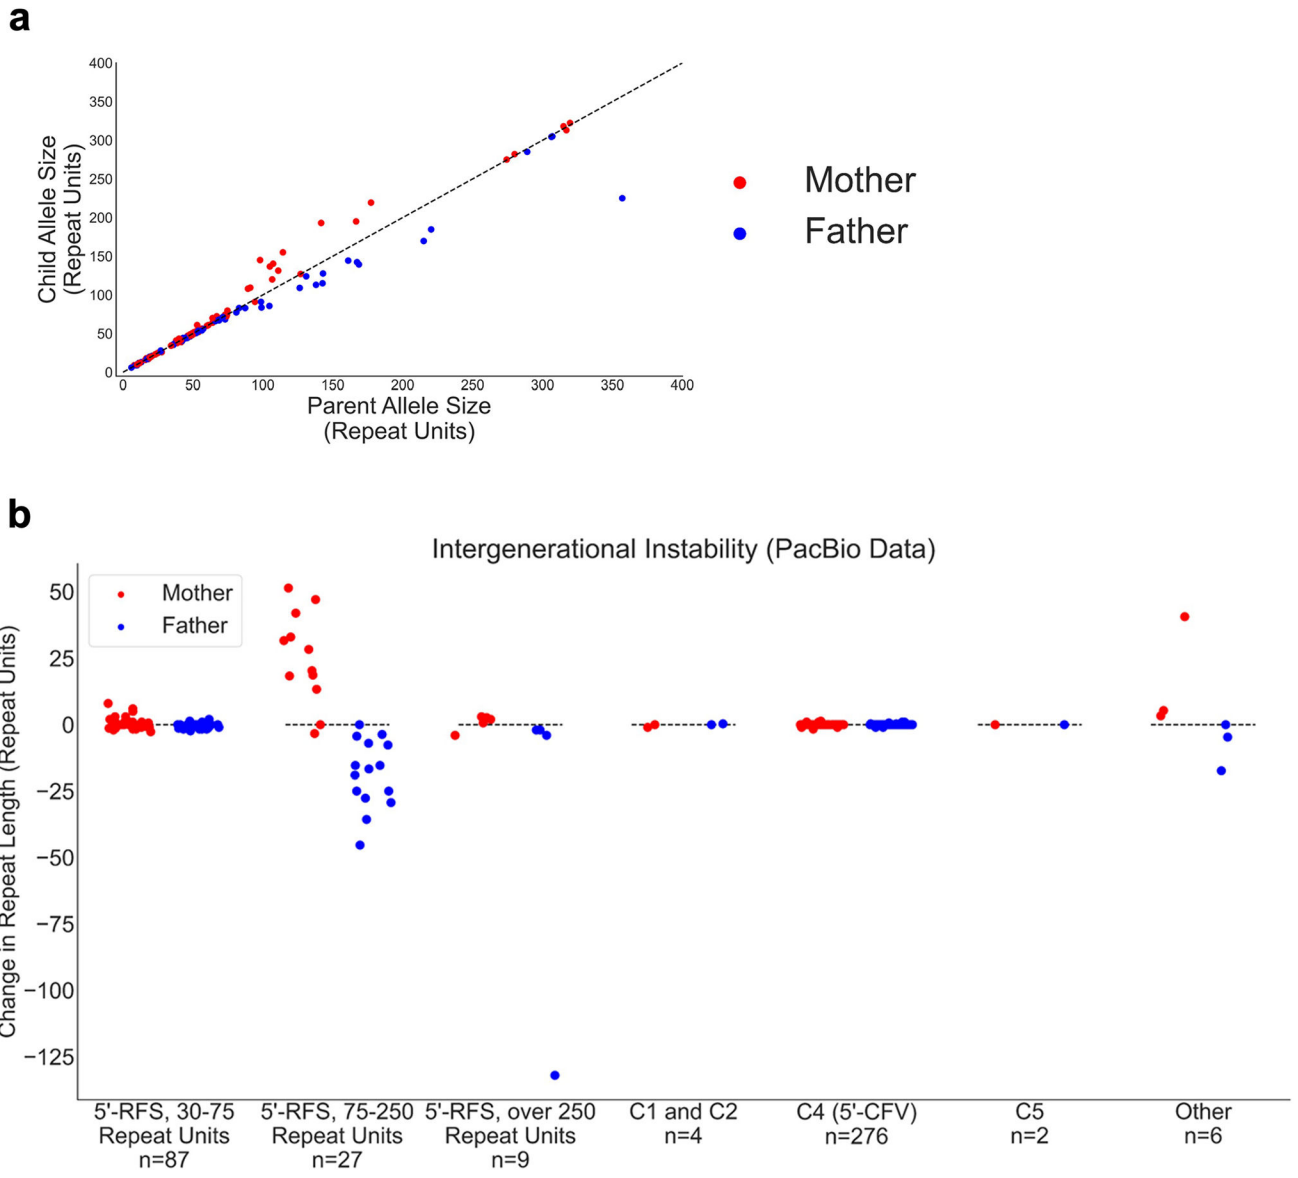 a
400
350
300
250
200
150
100
50
0
Child Allele Size
(Repeat Units)
0 50 100 150 200 250 300 350 400
Parent Allele Size
(Repeat Units)
Mother
Father
b
Intergenerational Instability (PacBio Data)
Mother
Father
50
25
0
−25
−50
−75
−100
−125
Change in Repeat Length (Repeat Units)
5'-RFS, 30-75 5'-RFS, 75-250 5'-RFS, over 250 C1 and C2 C4 (5'-CFV) C5 Other
Repeat Units Repeat Units Repeat Units n=4 n=276 n=2 n=6
n=87 n=27 n=9